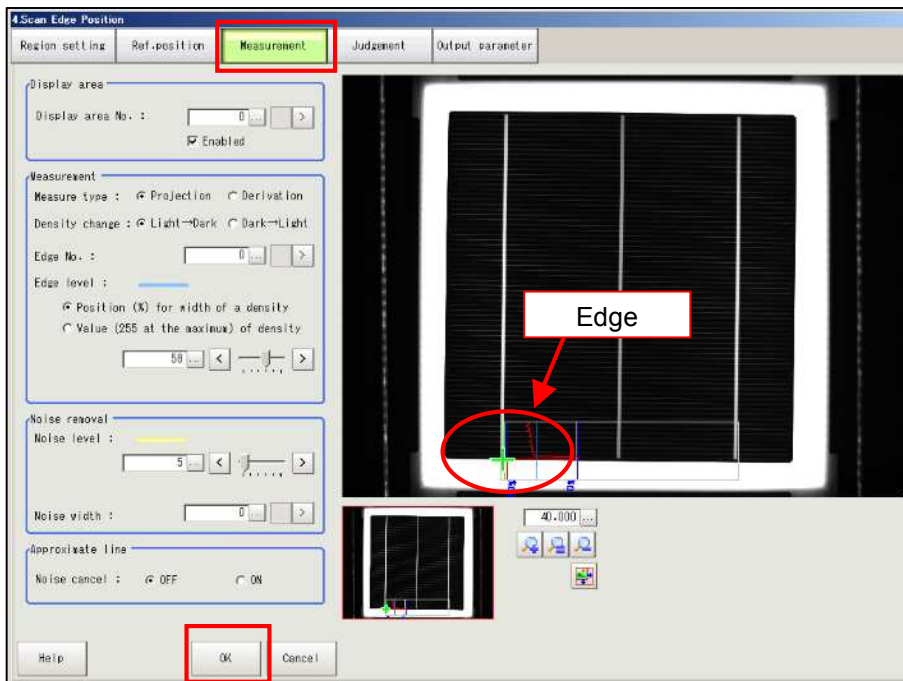 4.Scan Edge Position
Region setting Ref.position Measurement Judgement Output parameter
Display area
Display area No. : 0 ... >
Enabled
Measurement
Measure type : Projection Derivation
Density change : Light→Dark Dark→Light
Edge No. : 0 ... >
Edge level :
Position (%) for width of a density
Value (255 at the maximum) of density
50 ... < >
Noise removal
Noise level :
5 ... < >
Noise width : 0 ... >
Approximate line
Noise cancel : OFF ON
Edge
40.000 ...
Help OK Cancel